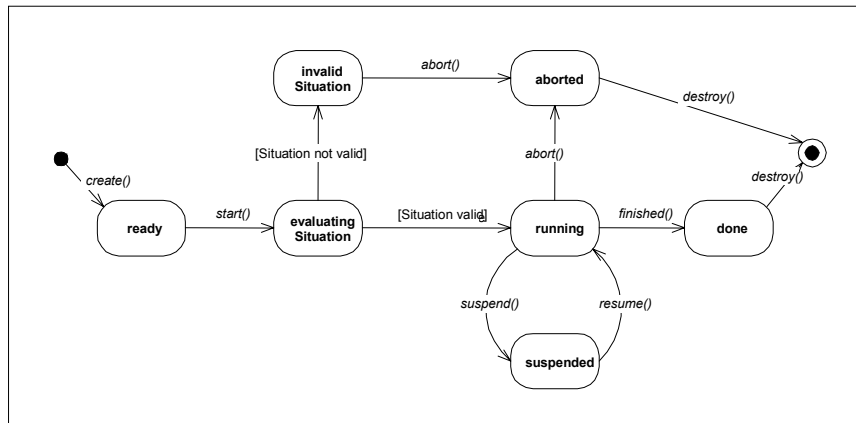 invalid
Situation
abort()
aborted
destroy()
[Situation not valid]
abort()
create()
destroy()
ready
start()
evaluating
Situation
[Situation valid]
running
finished()
done
suspend()
resume()
suspended